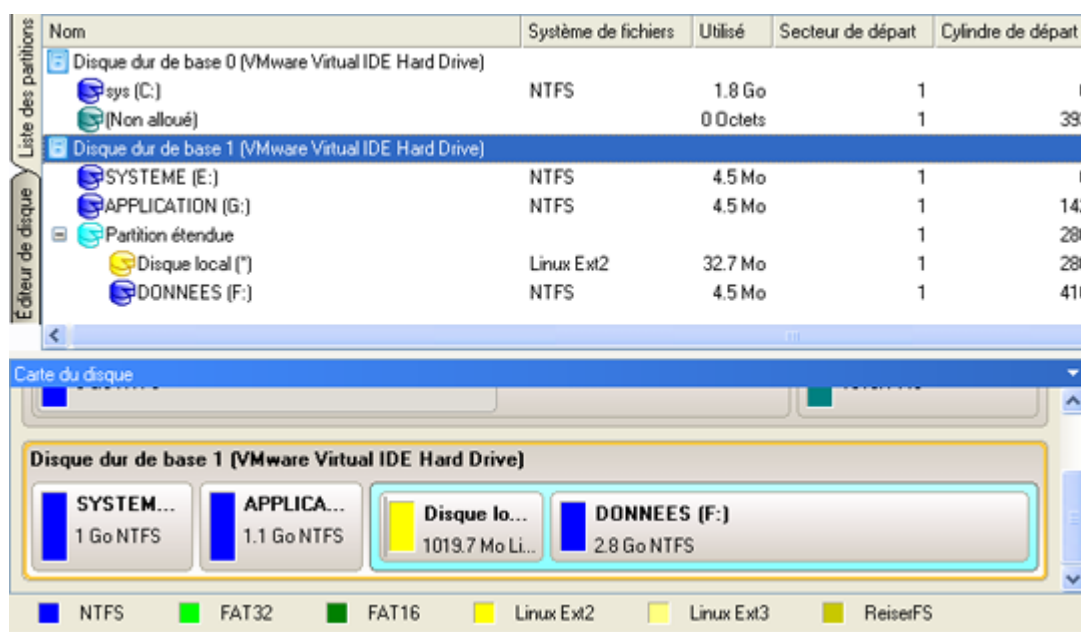 Liste des partitions
Éditeur de disque
Nom Système de fichiers Utilisé Secteur de départ Cylindre de départ
Disque dur de base 0 (VMware Virtual IDE Hard Drive)
sys (C:) NTFS 1.8 Go 1
(Non alloué) 0 Octets 1 39
Disque dur de base 1 (VMware Virtual IDE Hard Drive)
SYSTEME (E:) NTFS 4.5 Mo 1
APPLICATION (G:) NTFS 4.5 Mo 1 14
Partition étendue 1 28
Disque local (*) Linux Ext2 32.7 Mo 1 28
DONNEES (F:) NTFS 4.5 Mo 1 41
Carte du disque
Disque dur de base 1 (VMware Virtual IDE Hard Drive)
SYSTEM... APPLICA... Disque lo... DONNEES (F:)
1 Go NTFS 1.1 Go NTFS 1019.7 Mo Li... 2.8 Go NTFS
NTFS FAT32 FAT16 Linux Ext2 Linux Ext3 ReiserFS